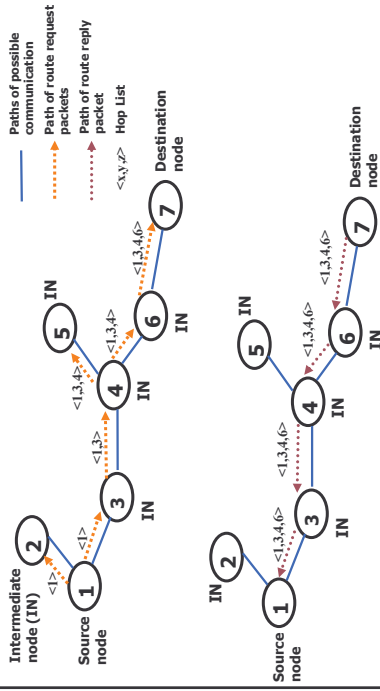 Intermediate
node (IN)
2
<1>
<1>
1
Source
node
3
IN
<1,3>
4
IN
<1,3,4>
5
IN
<1,3,4>
6
IN
<1,3,4,6>
7
Destination
node
Paths of possible
communication
Path of route request
packets
Path of route reply
packet
<x,y,z> Hop List
IN
2
1
Source
node
<1,3,4,6>
3
IN
<1,3,4,6>
4
IN
5
IN
<1,3,4,6>
6
IN
<1,3,4,6>
7
Destination
node